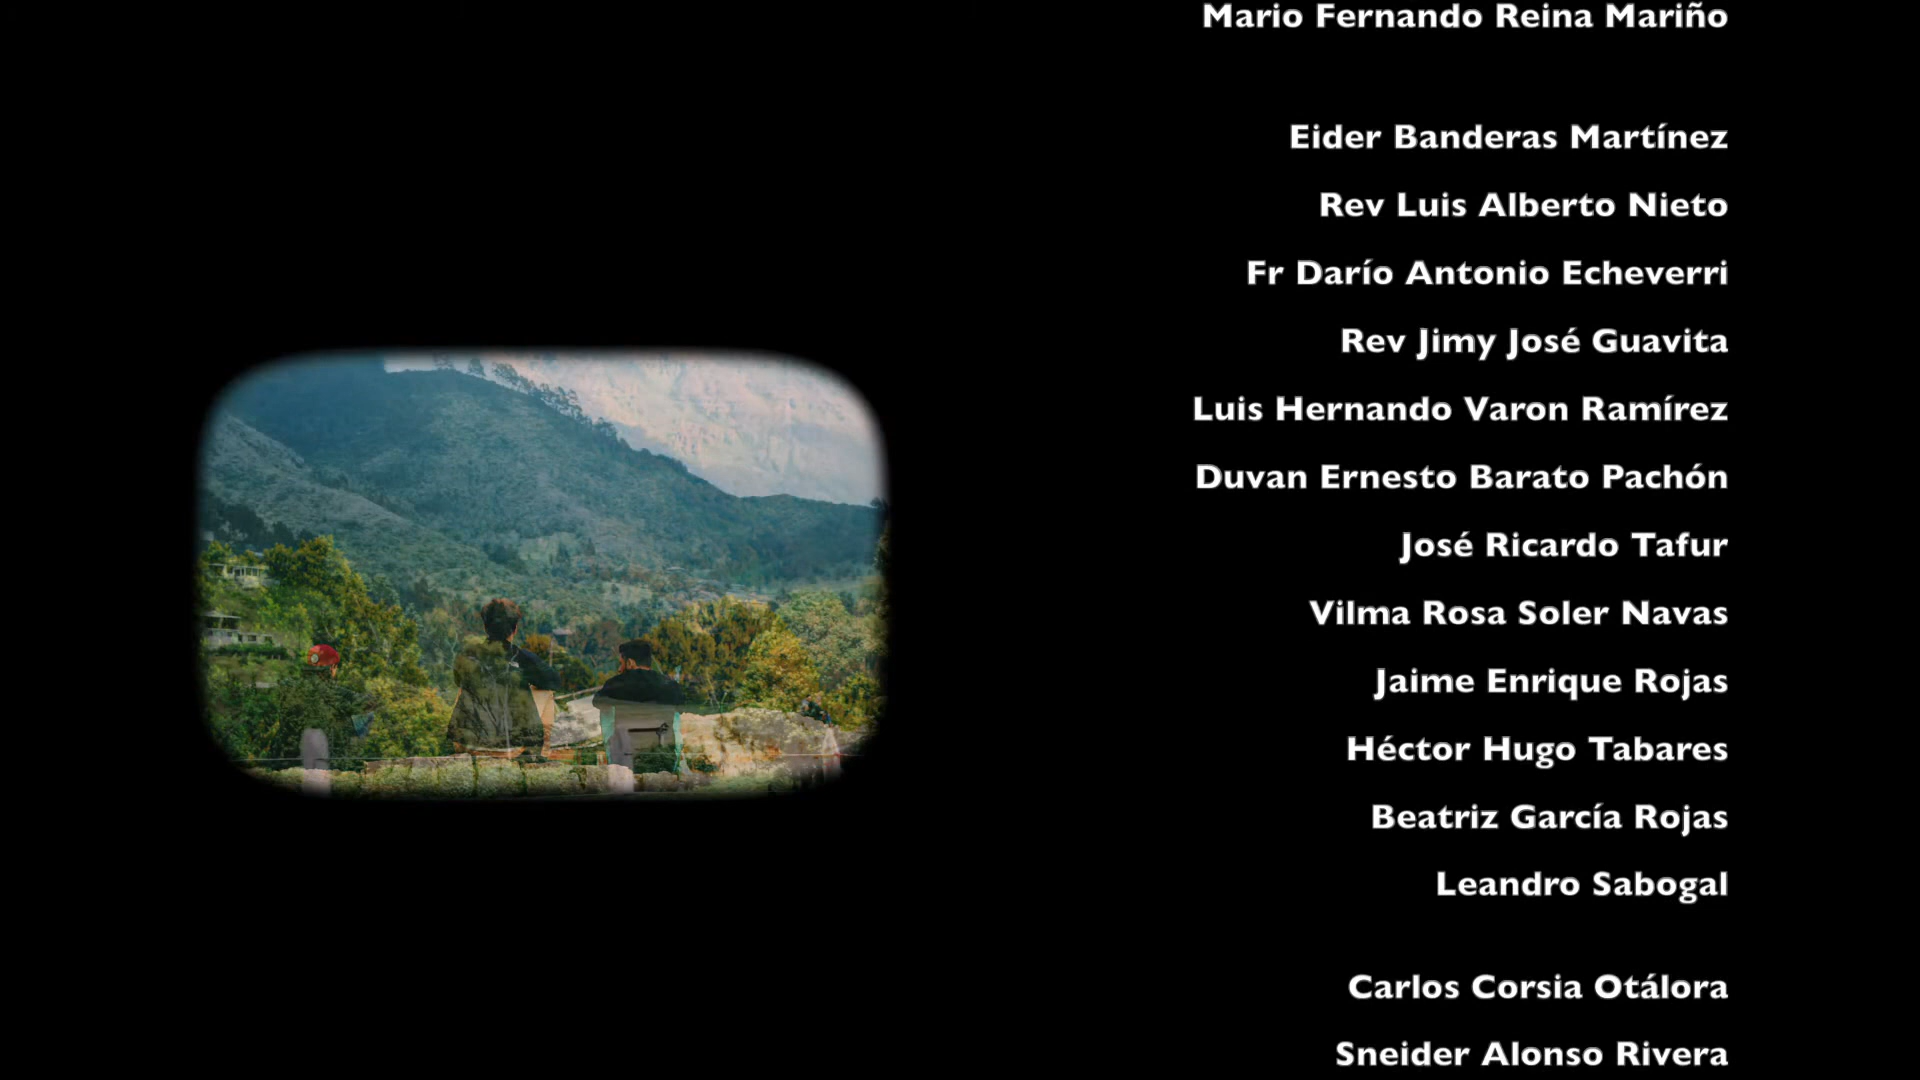 Mario Fernando Reina Mariño
Eider Banderas Martínez
Rev Luis Alberto Nieto
Fr Darío Antonio Echeverri
Rev Jimy José Guavita
Luis Hernando Varon Ramírez
Duvan Ernesto Barato Pachón
José Ricardo Tafur
Vilma Rosa Soler Navas
Jaime Enrique Rojas
Héctor Hugo Tabares
Beatriz García Rojas
Leandro Sabogal
Carlos Corsia Otálora
Sneider Alonso Rivera